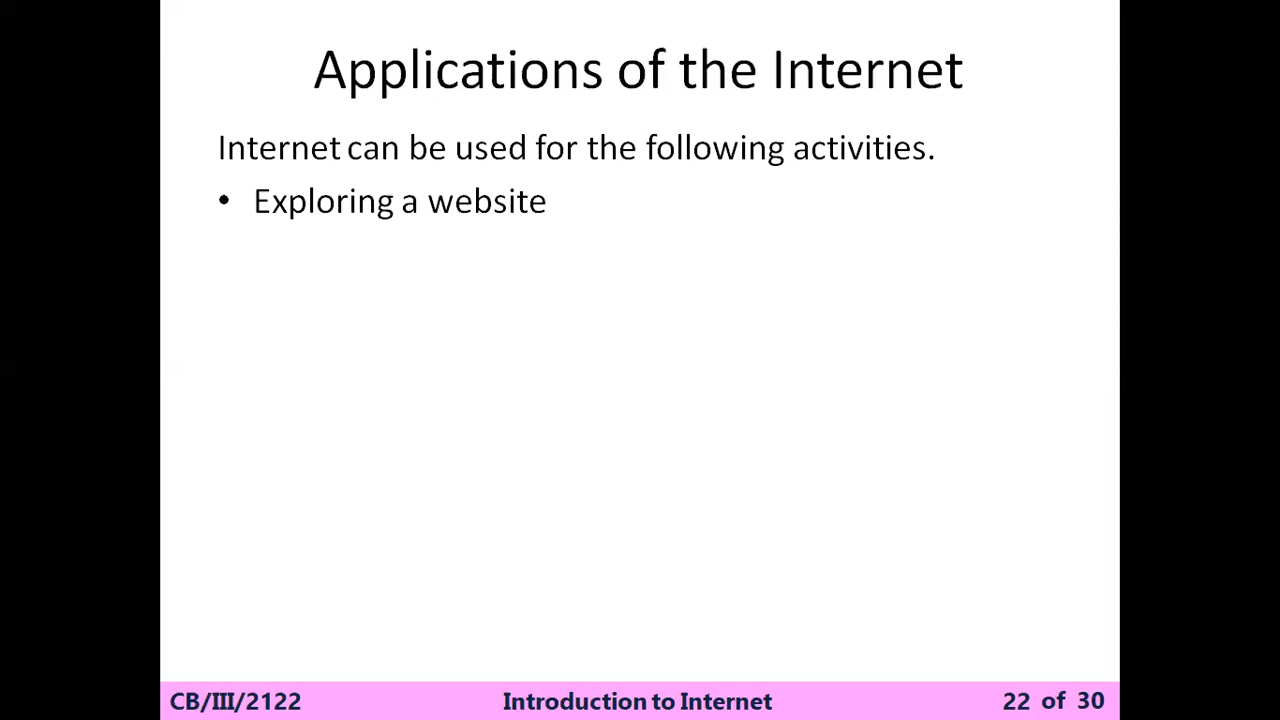 Applications of the Internet
Internet can be used for the following activities.
• Exploring a website
CB/III/2122 Introduction to Internet 22 of 30